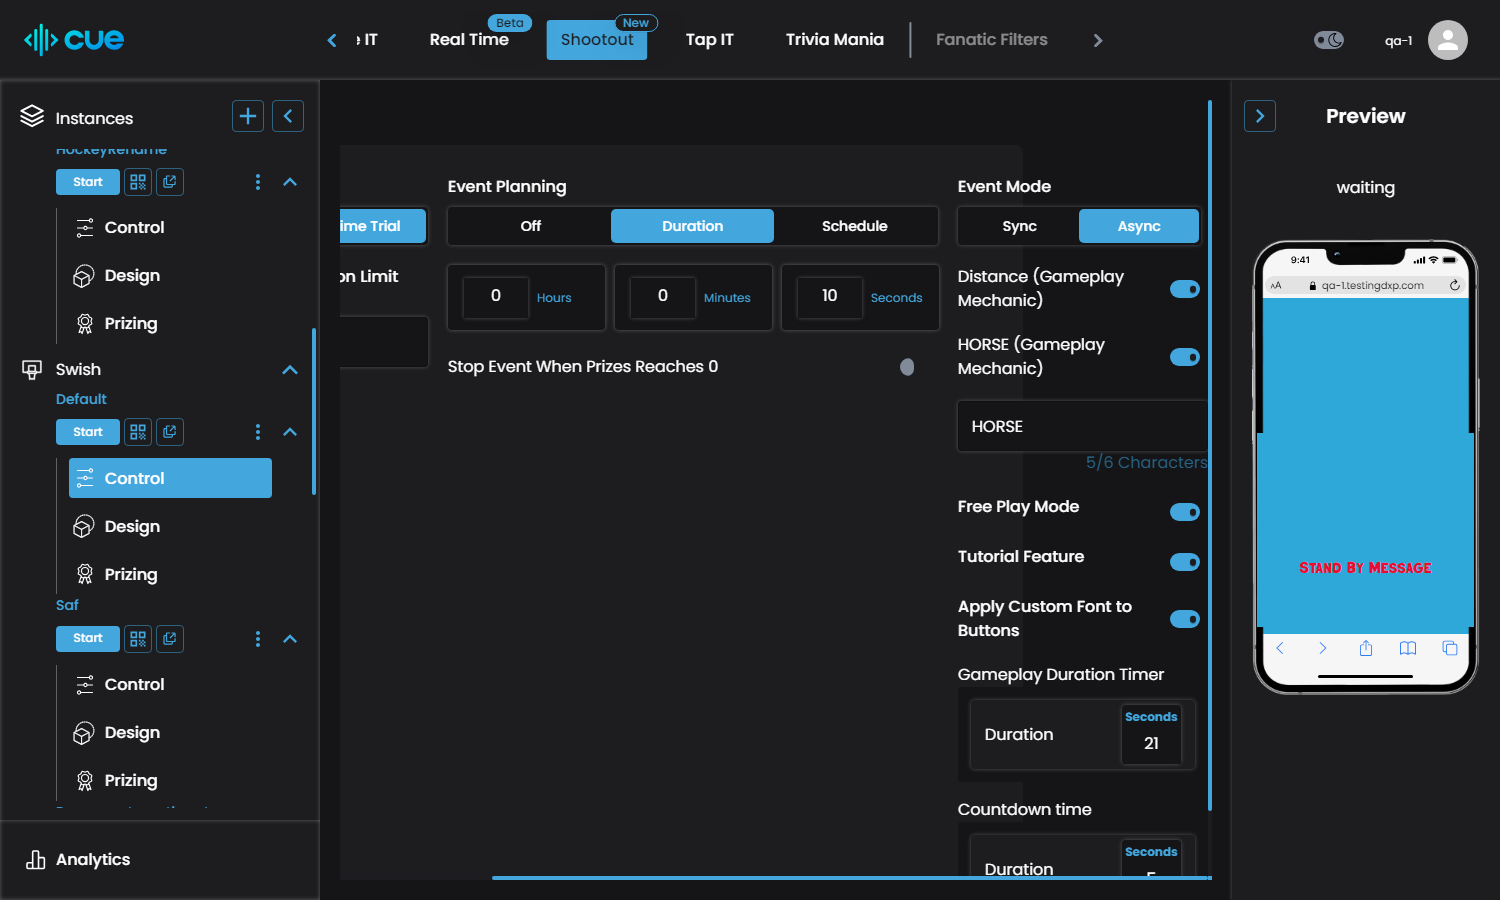 cue
IT
Real Time
Beta
Shootout
New
Tap IT
Trivia Mania
Fanatic Filters
qa-1
Instances
HockeyRename
Start
Control
Design
Prizing
Swish
Default
Start
Control
Design
Prizing
Saf
Start
Control
Design
Prizing
Analytics
ime Trial
on Limit
Event Planning
Off
Duration
Schedule
0
Hours
0
Minutes
10
Seconds
Stop Event When Prizes Reaches 0
Event Mode
Sync
Async
Distance (Gameplay
Mechanic)
HORSE (Gameplay
Mechanic)
HORSE
5/6 Characters
Free Play Mode
Tutorial Feature
Apply Custom Font to
Buttons
Gameplay Duration Timer
Duration
Seconds
21
Countdown time
Duration
Seconds
Preview
waiting
9:41
AA
qa-1.testingdxp.com
Stand By Message